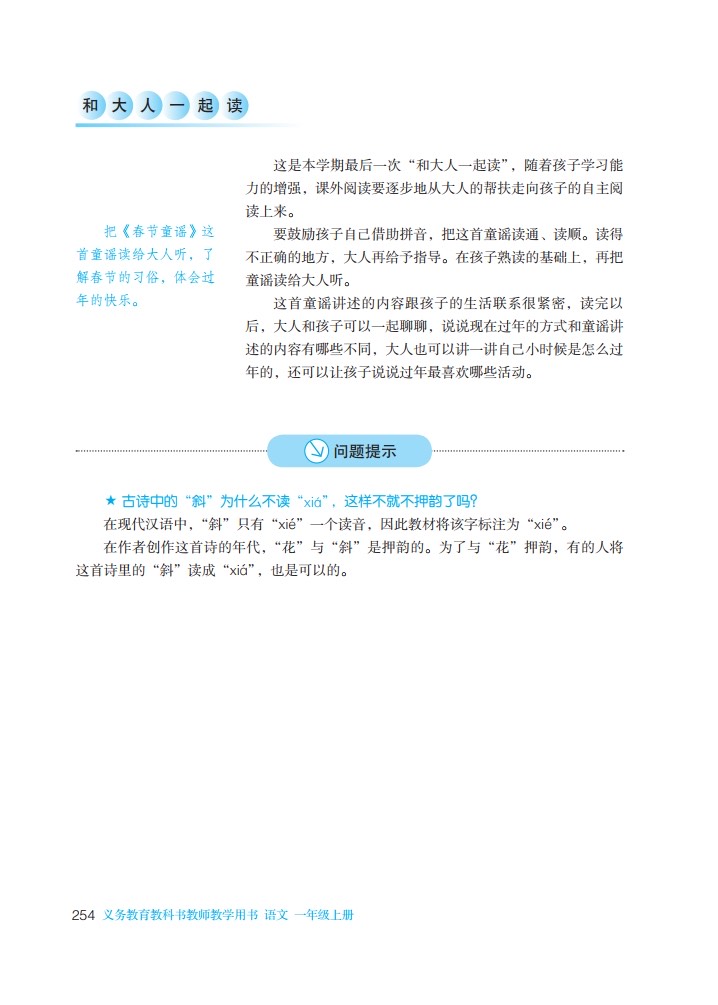 和大人一起读
把《春节童谣》这
首童谣读给大人听，了
解春节的习俗，体会过
年的快乐。
这是本学期最后一次“和大人一起读”，随着孩子学习能
力的增强，课外阅读要逐步地从大人的帮扶走向孩子的自主阅
读上来。
要鼓励孩子自己借助拼音，把这首童谣读通、读顺。读得
不正确的地方，大人再给予指导。在孩子熟读的基础上，再把
童谣读给大人听。
这首童谣讲述的内容跟孩子的生活联系很紧密，读完以
后，大人和孩子可以一起聊聊，说说现在过年的方式和童谣讲
述的内容有哪些不同，大人也可以讲一讲自己小时候是怎么过
年的，还可以让孩子说说过年最喜欢哪些活动。
问题提示
★ 古诗中的“斜”为什么不读“xiá”，这样不就不押韵了吗？
在现代汉语中，“斜”只有“xié”一个读音，因此教材将该字标注为“xié”。
在作者创作这首诗的年代，“花”与“斜”是押韵的。为了与“花”押韵，有的人将
这首诗里的“斜”读成“xiá”，也是可以的。
254 义务教育教科书教师教学用书 语文 一年级上册